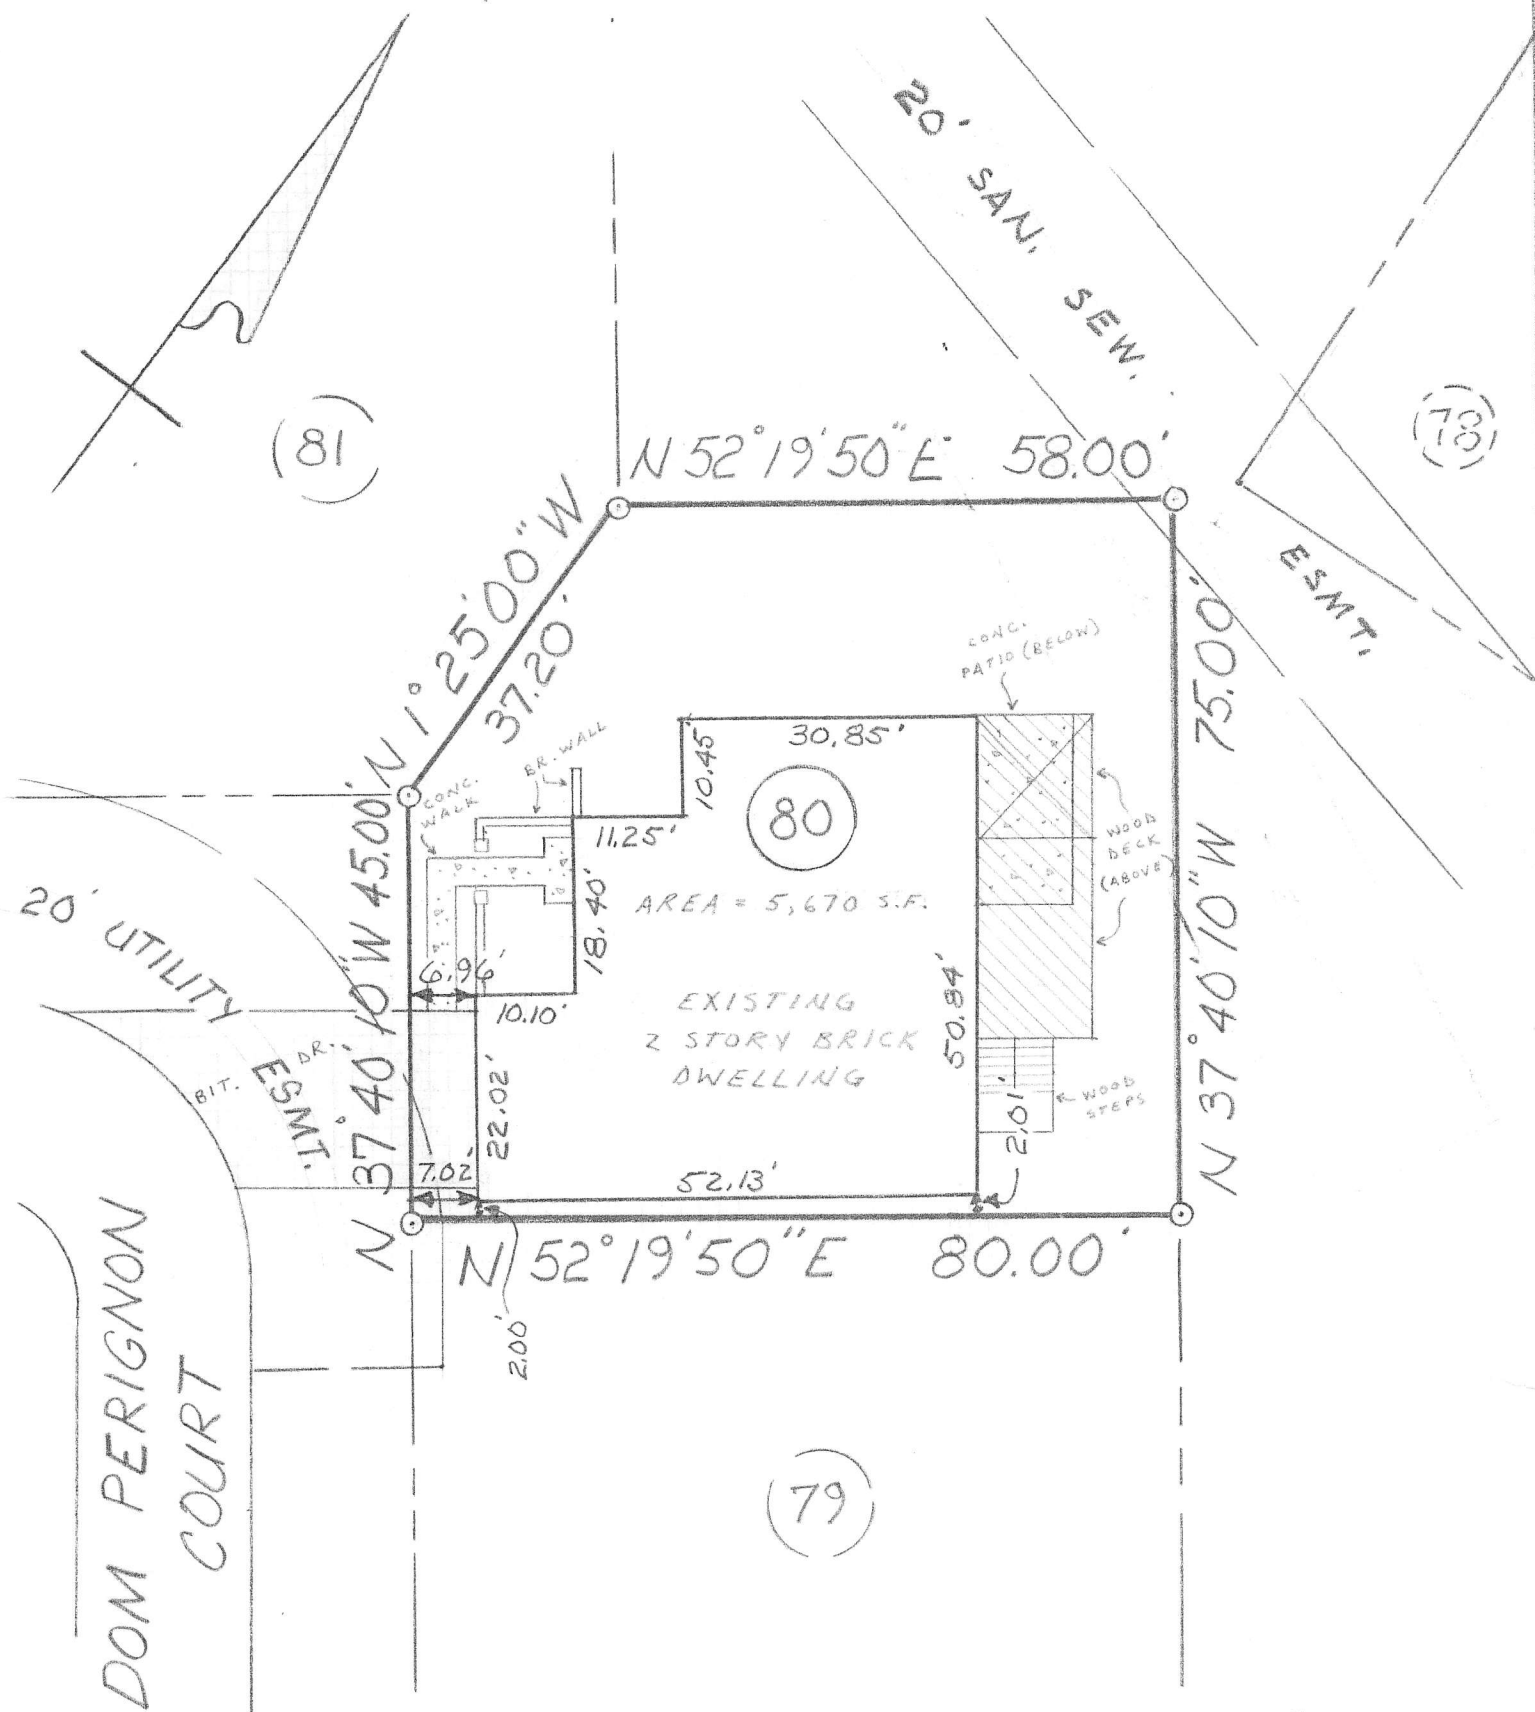 20' SAN. SEW. ESMT.
(81)
(78)
N 52°19'50" E 58.00'
N 1° 25' 00" W
37.20'
CONC.
PATIO (BELOW)
BR. WALL
CONC.
WALK
30.85'
10.45'
11.25'
80
WOOD
DECK
(ABOVE)
N 37° 40' 10" W 75.00'
N 37° 40' 10" W 45.00'
20' UTILITY ESMT.
AREA = 5,670 S.F.
18.40'
6.96'
10.10'
EXISTING
2 STORY BRICK
DWELLING
50.84'
BIT. DR.
22.02'
WOOD
STEPS
2.01'
7.02'
52.13'
N 52°19'50" E 80.00'
2.00'
DOM PERIGNON
COURT
79